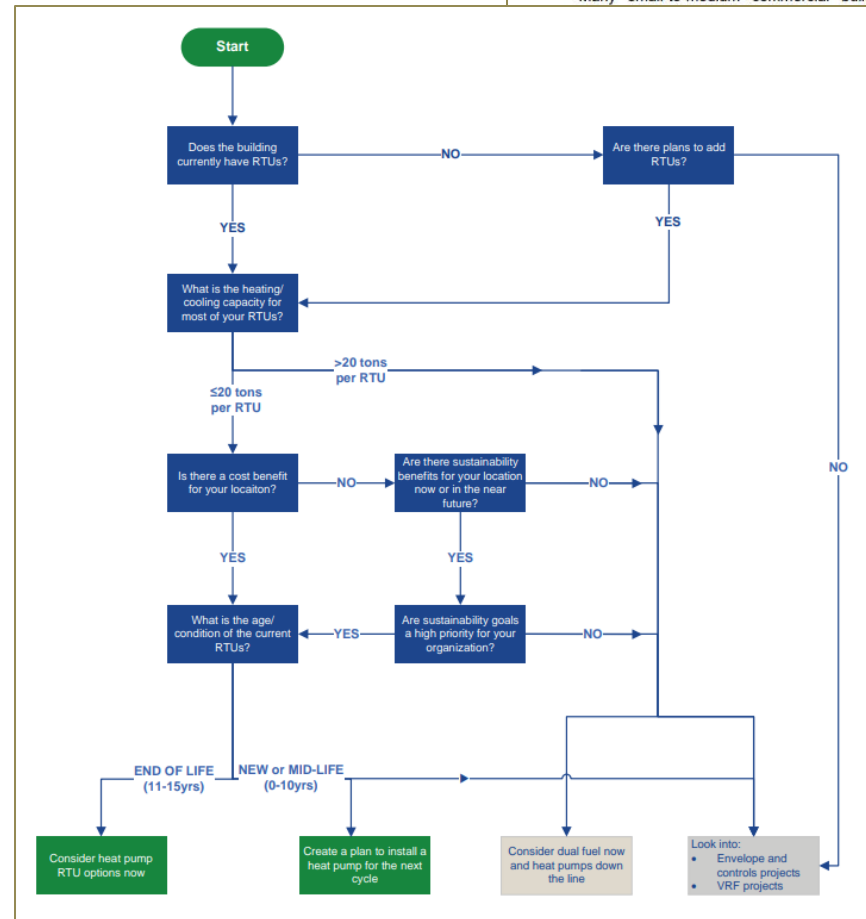 Many small-to-medium commercial buil
Start
Does the building
currently have RTUs?
NO
Are there plans to add
RTUs?
YES
YES
What is the heating/
cooling capacity for
most of your RTUs?
>20 tons
per RTU
≤20 tons
per RTU
NO
Is there a cost benefit
for your locaiton?
NO
Are there sustainability
benefits for your location
now or in the near
future?
NO
YES
YES
What is the age/
condition of the current
RTUs?
YES
Are sustainability goals
a high priority for your
organization?
NO
END OF LIFE
(11-15yrs)
NEW or MID-LIFE
(0-10yrs)
Consider heat pump
RTU options now
Create a plan to install a
heat pump for the next
cycle
Consider dual fuel now
and heat pumps down
the line
Look into:
• Envelope and
controls projects
• VRF projects